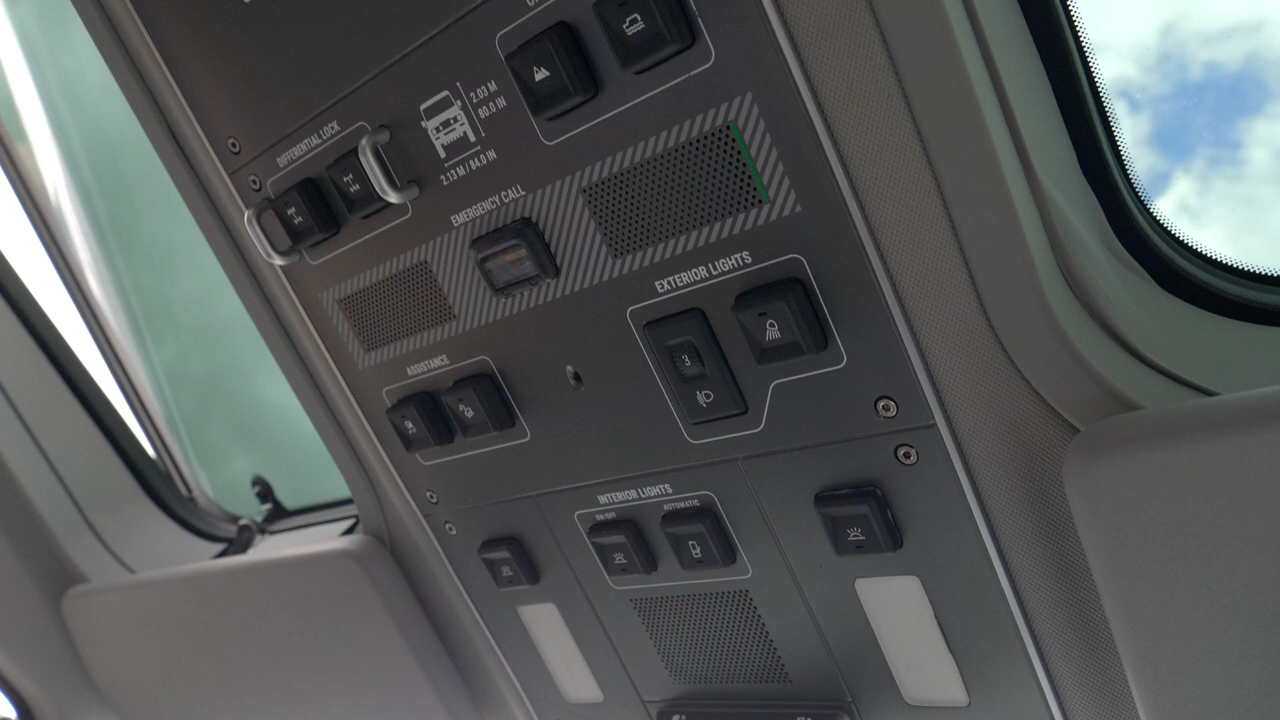 DIFFERENTIAL LOCK
2.03 M
80.0 IN
2.13 M / 84.0 IN
EMERGENCY CALL
EXTERIOR LIGHTS
3
ASSISTANCE
INTERIOR LIGHTS
ON/OFF
AUTOMATIC